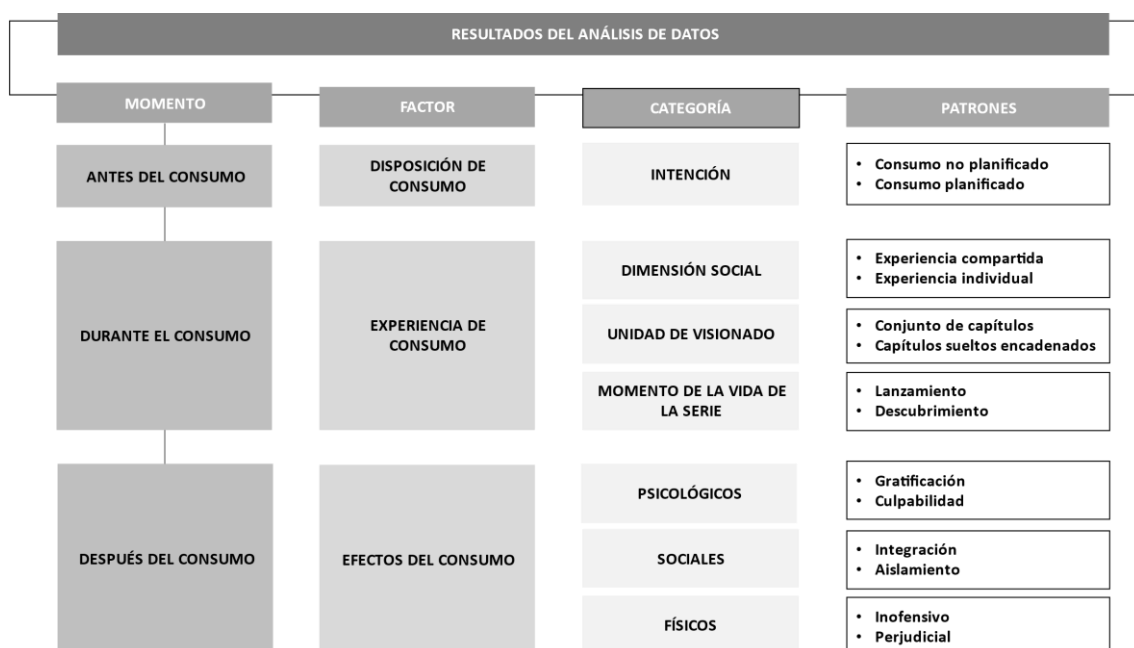 RESULTADOS DEL ANÁLISIS DE DATOS
MOMENTO
FACTOR
CATEGORÍA
PATRONES
ANTES DEL CONSUMO
DISPOSICIÓN DE
CONSUMO
INTENCIÓN
• Consumo no planificado
• Consumo planificado
DURANTE EL CONSUMO
EXPERIENCIA DE
CONSUMO
DIMENSIÓN SOCIAL
• Experiencia compartida
• Experiencia individual
UNIDAD DE VISIONADO
• Conjunto de capítulos
• Capítulos sueltos encadenados
MOMENTO DE LA VIDA DE
LA SERIE
• Lanzamiento
• Descubrimiento
DESPUÉS DEL CONSUMO
EFECTOS DEL CONSUMO
PSICOLÓGICOS
• Gratificación
• Culpabilidad
SOCIALES
• Integración
• Aislamiento
FÍSICOS
• Inofensivo
• Perjudicial